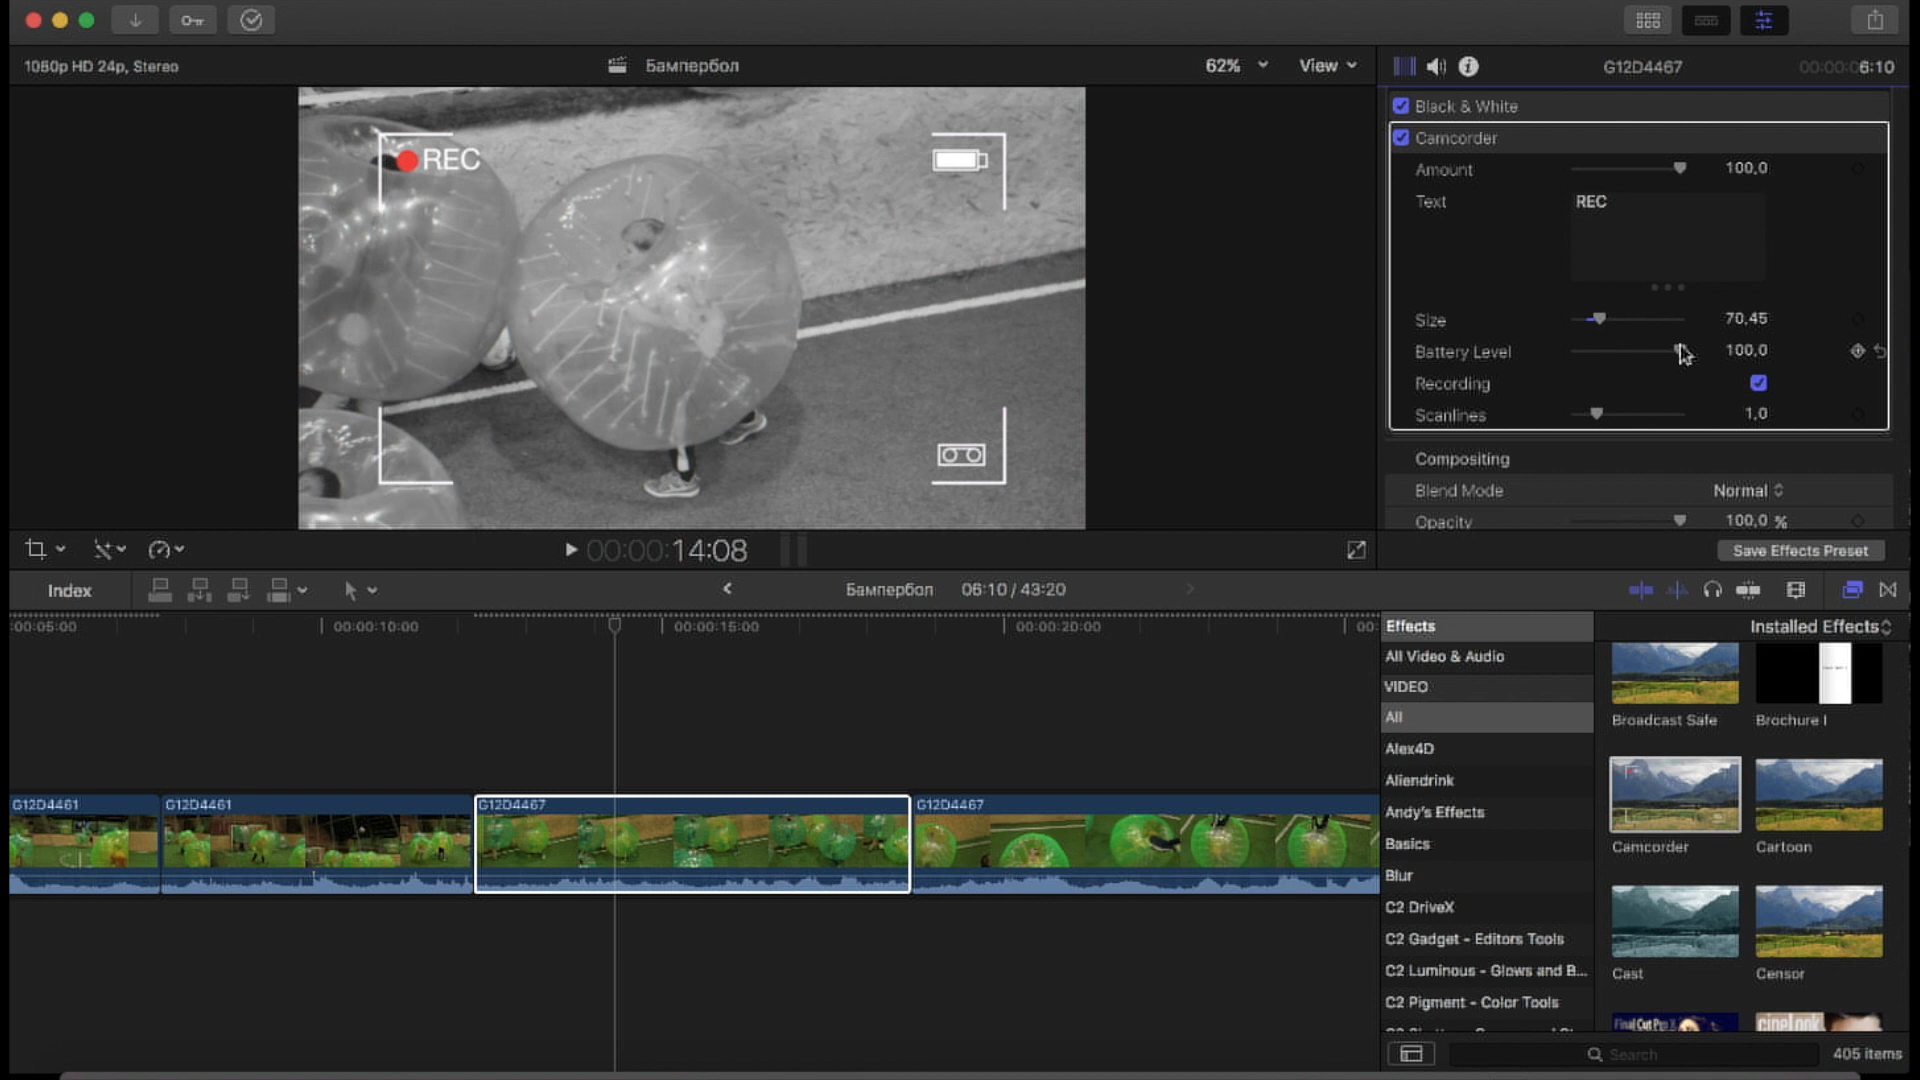 1080p HD 24p, Stereo
Бампербол
62%
View
G12D4467
00:00:06:10
Black & White
Camcorder
Amount 100,0
Text REC
Size 70,45
Battery Level 100,0
Recording
Scanlines 1,0
Compositing
Blend Mode Normal
Opacity 100,0 %
Save Effects Preset
REC
00:00:14:08
Index
Бампербол 06:10 / 43:20
:00:05:00
00:00:10:00
00:00:15:00
00:00:20:00
00:
G12D4461
G12D4461
G12D4467
G12D4467
Effects
All Video & Audio
VIDEO
All
Alex4D
Aliendrink
Andy's Effects
Basics
Blur
C2 DriveX
C2 Gadget - Editors Tools
C2 Luminous - Glows and B...
C2 Pigment - Color Tools
Installed Effects
Broadcast Safe
Brochure I
Camcorder
Cartoon
Cast
Censor
Final Cut Pro X
cineLook
Search
405 items